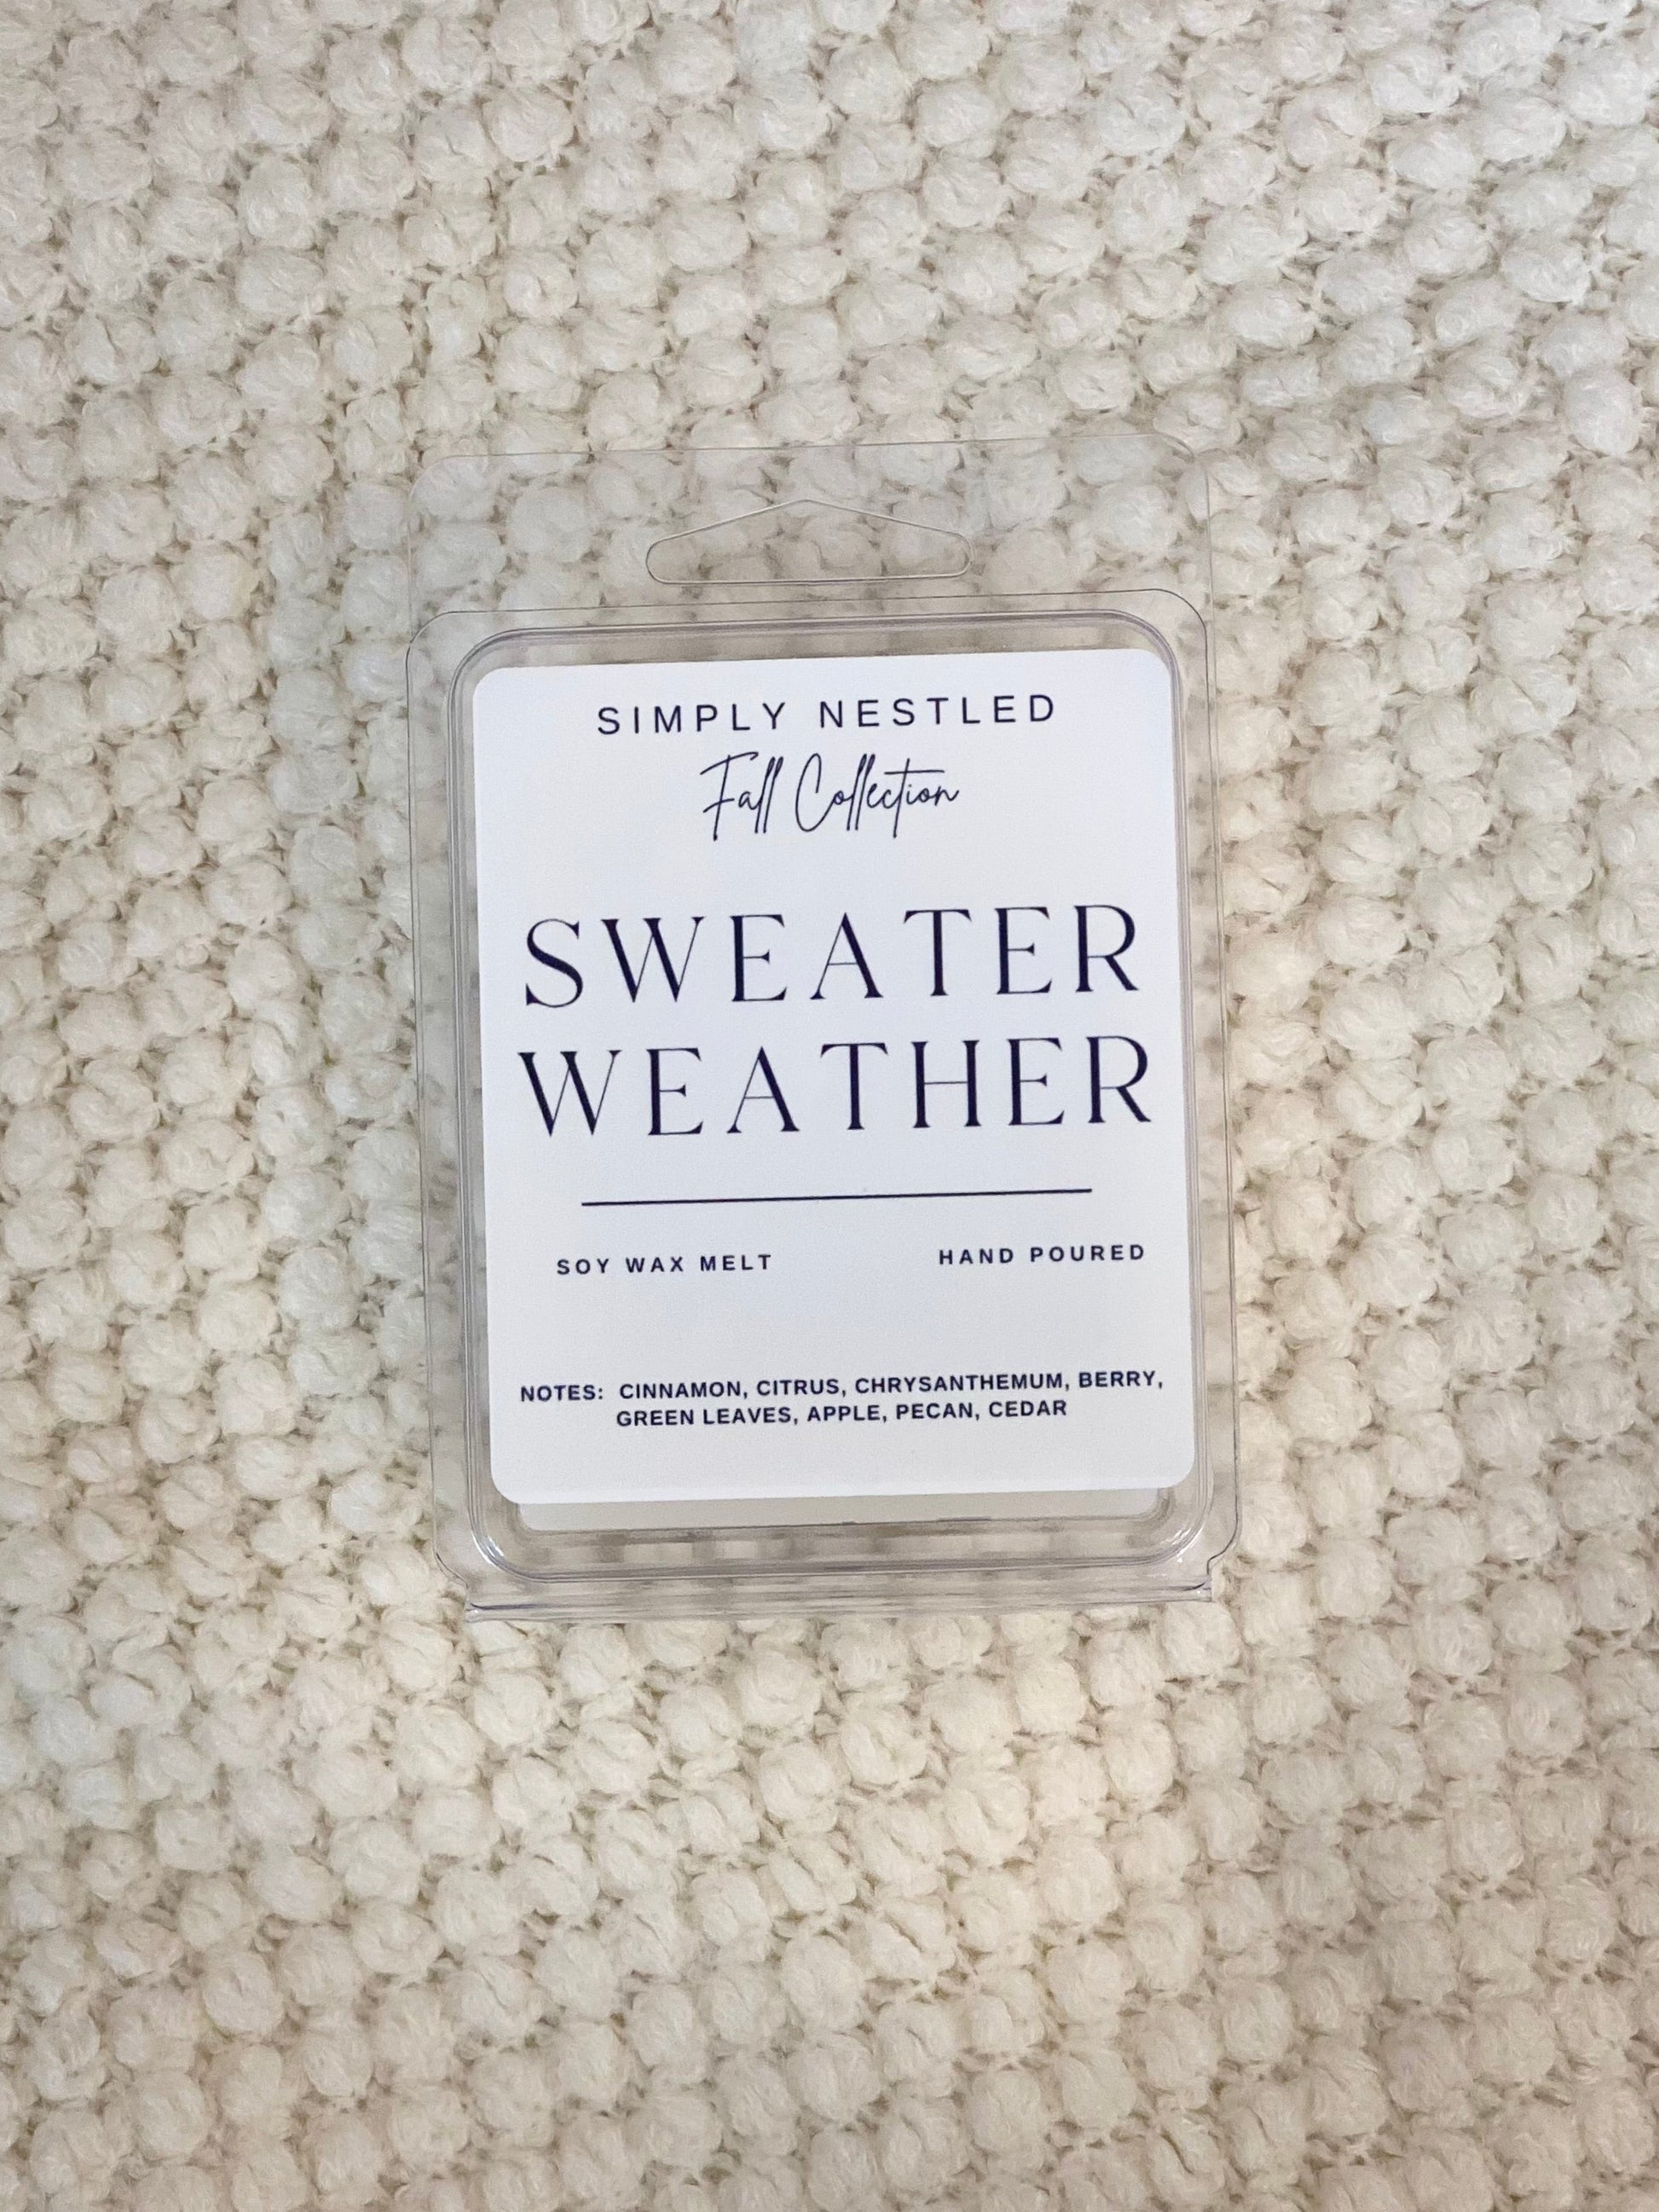 SIMPLY NESTLED
Fall Collection
SWEATER
WEATHER
SOY WAX MELT HAND POURED
NOTES: CINNAMON, CITRUS, CHRYSANTHEMUM, BERRY,
GREEN LEAVES, APPLE, PECAN, CEDAR